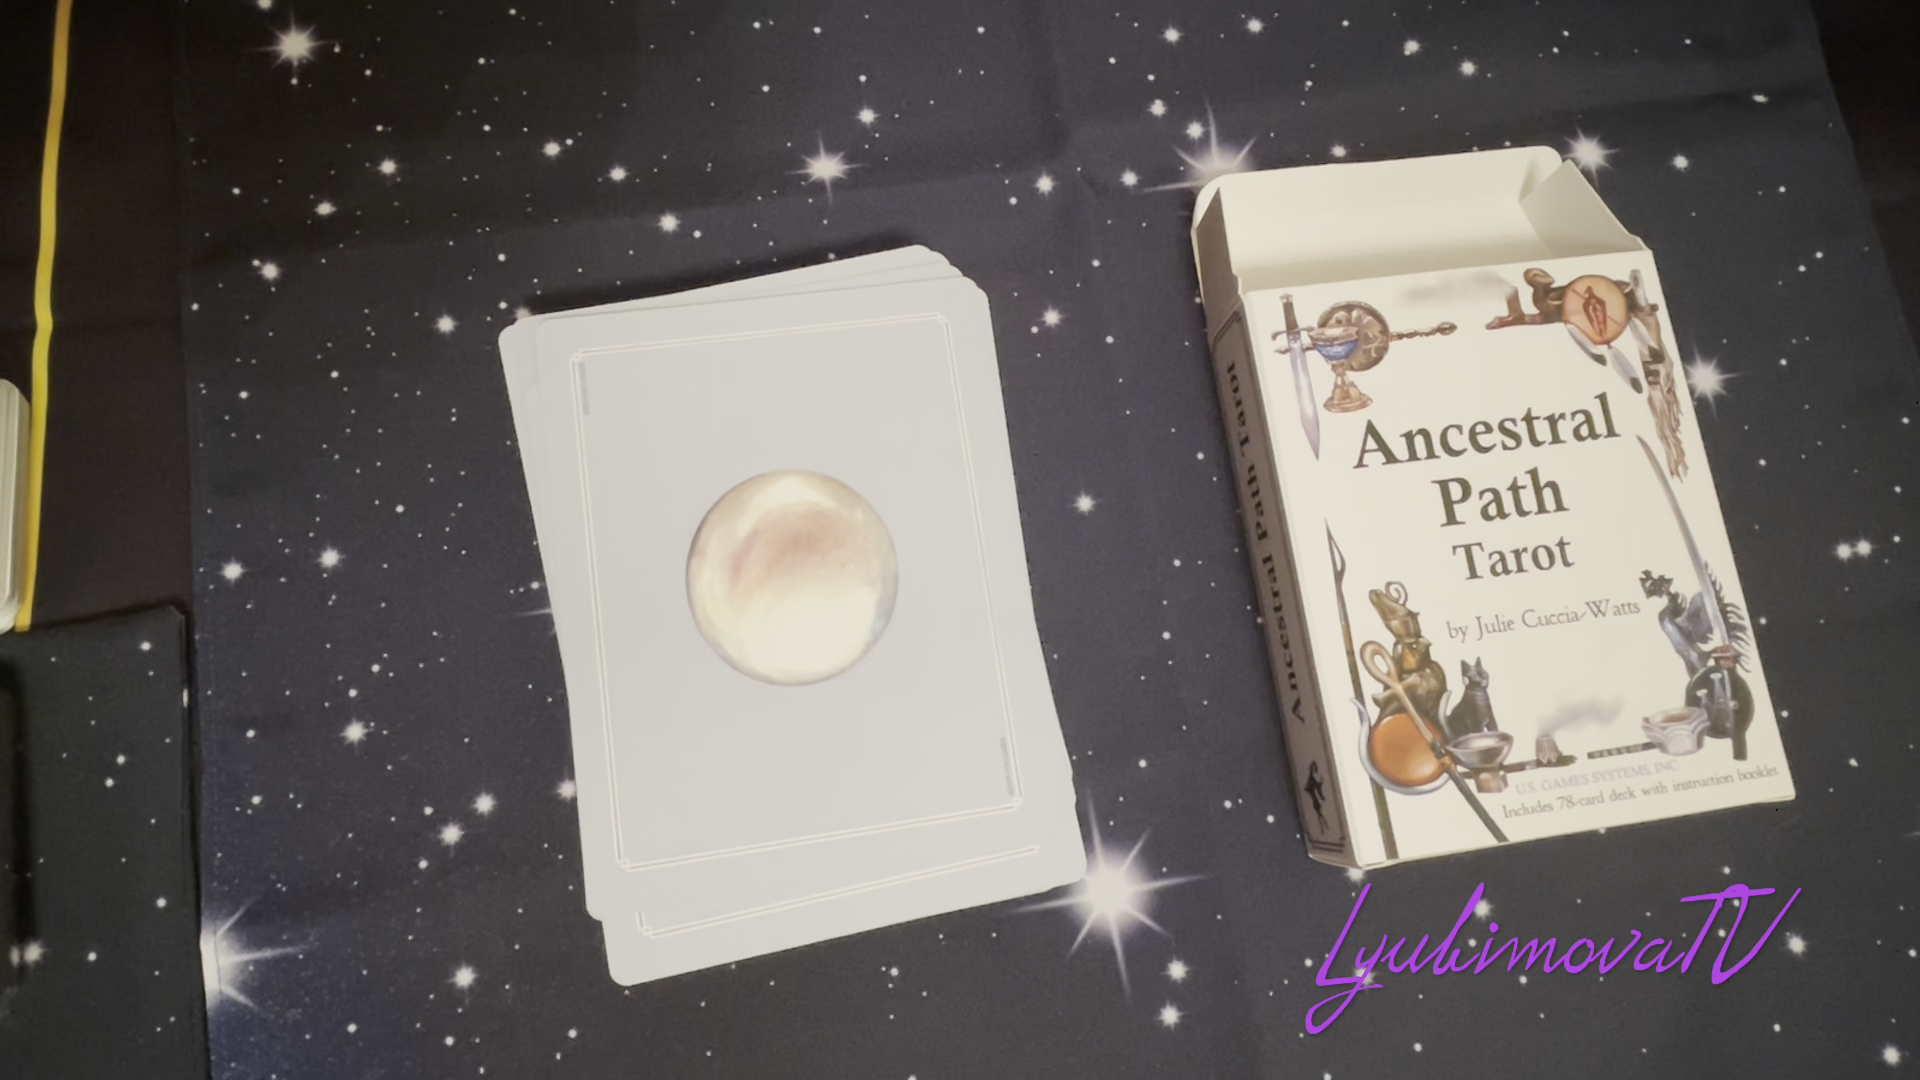 Ancestral
Path
Tarot
by Julie Cuccia-Watts
U.S. GAMES SYSTEMS, INC.
Includes 78-card deck with instruction booklet.
Ancestral Path Tarot
LyubimovaTV